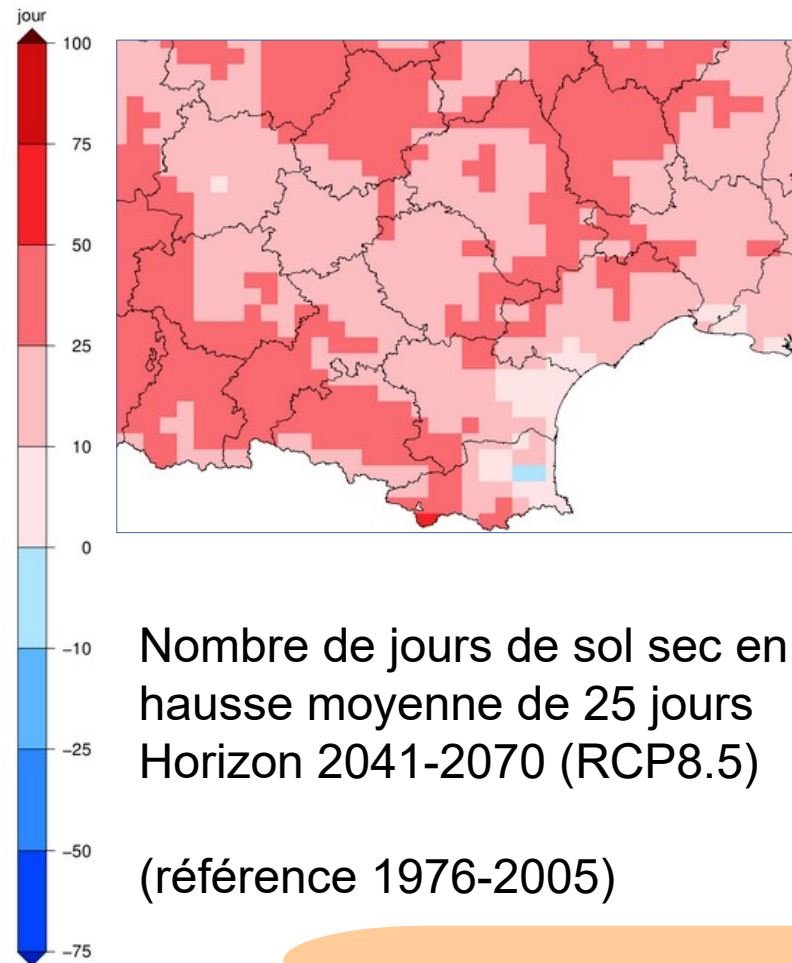 jour
100
75
50
25
10
0
−10
−25
−50
−75
Nombre de jours de sol sec en
hausse moyenne de 25 jours
Horizon 2041-2070 (RCP8.5)
(référence 1976-2005)